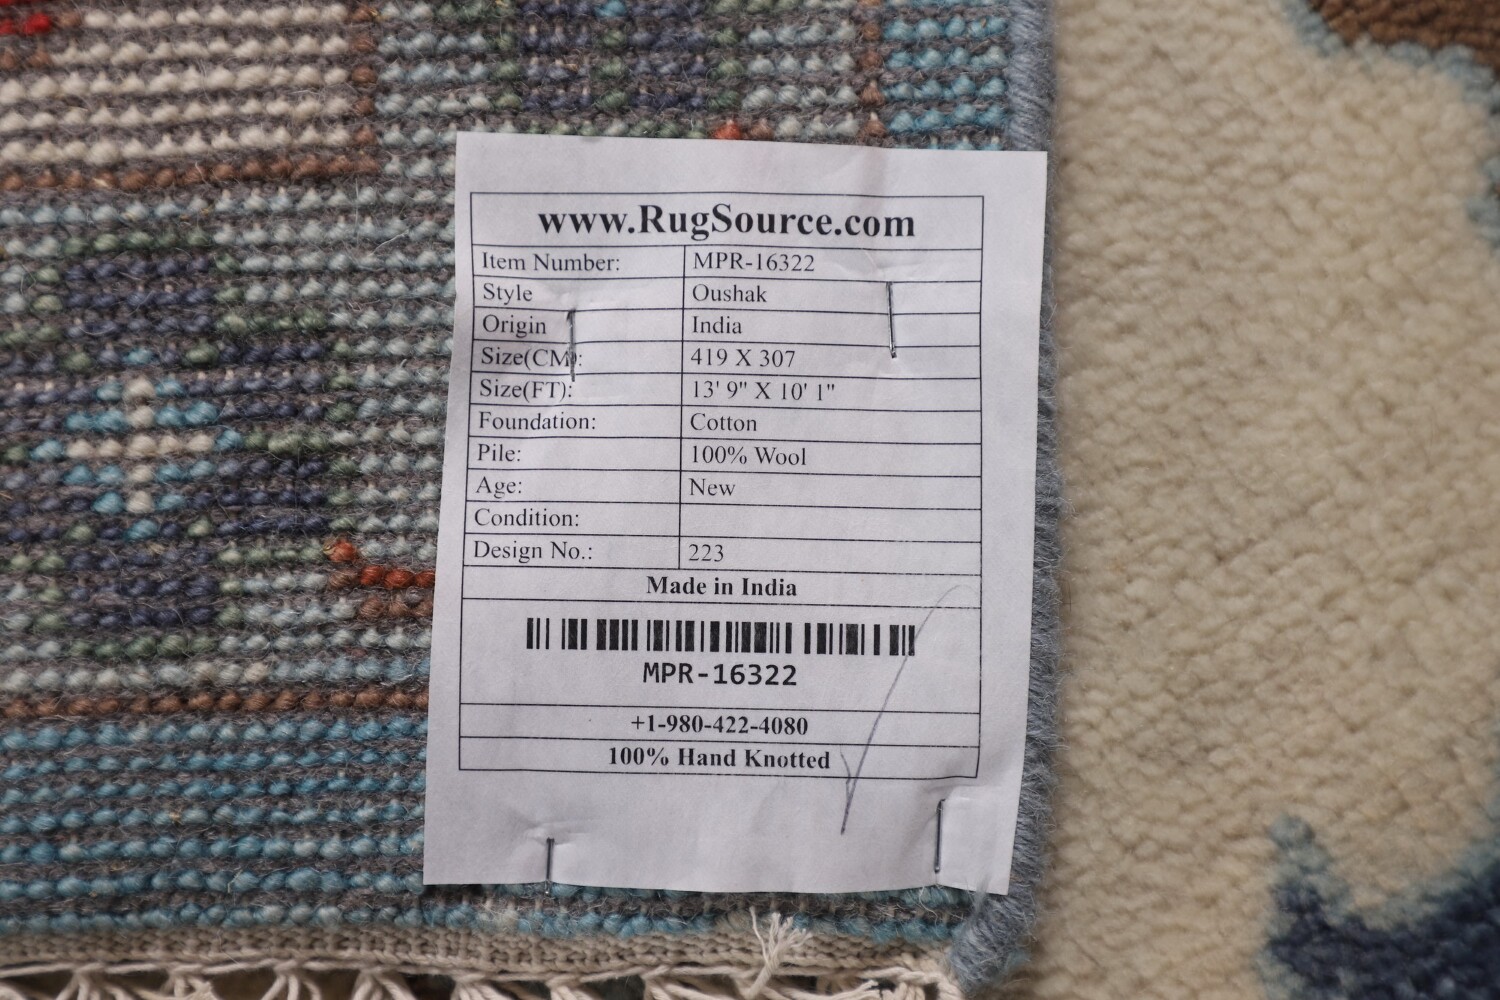 www.RugSource.com
Item Number: MPR-16322
Style Oushak
Origin India
Size(CM): 419 X 307
Size(FT): 13' 9" X 10' 1"
Foundation: Cotton
Pile: 100% Wool
Age: New
Condition:
Design No.: 223
Made in India
MPR-16322
+1-980-422-4080
100% Hand Knotted